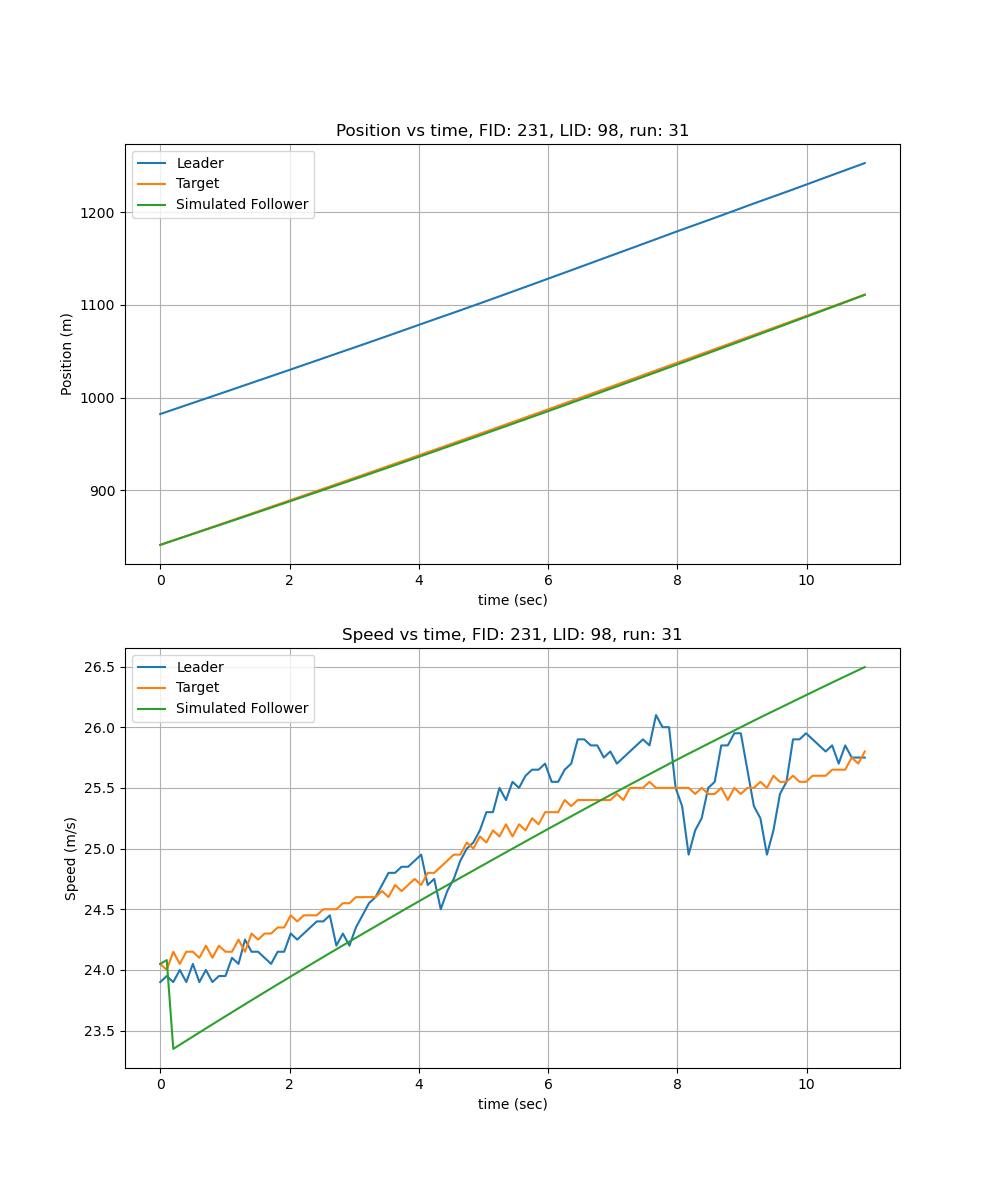 Position vs time, FID: 231, LID: 98, run: 31
Leader
Target
Simulated Follower
1200
1100
1000
900
Position (m)
0 2 4 6 8 10
time (sec)
Speed vs time, FID: 231, LID: 98, run: 31
Leader
Target
Simulated Follower
26.5
26.0
25.5
25.0
24.5
24.0
23.5
Speed (m/s)
0 2 4 6 8 10
time (sec)